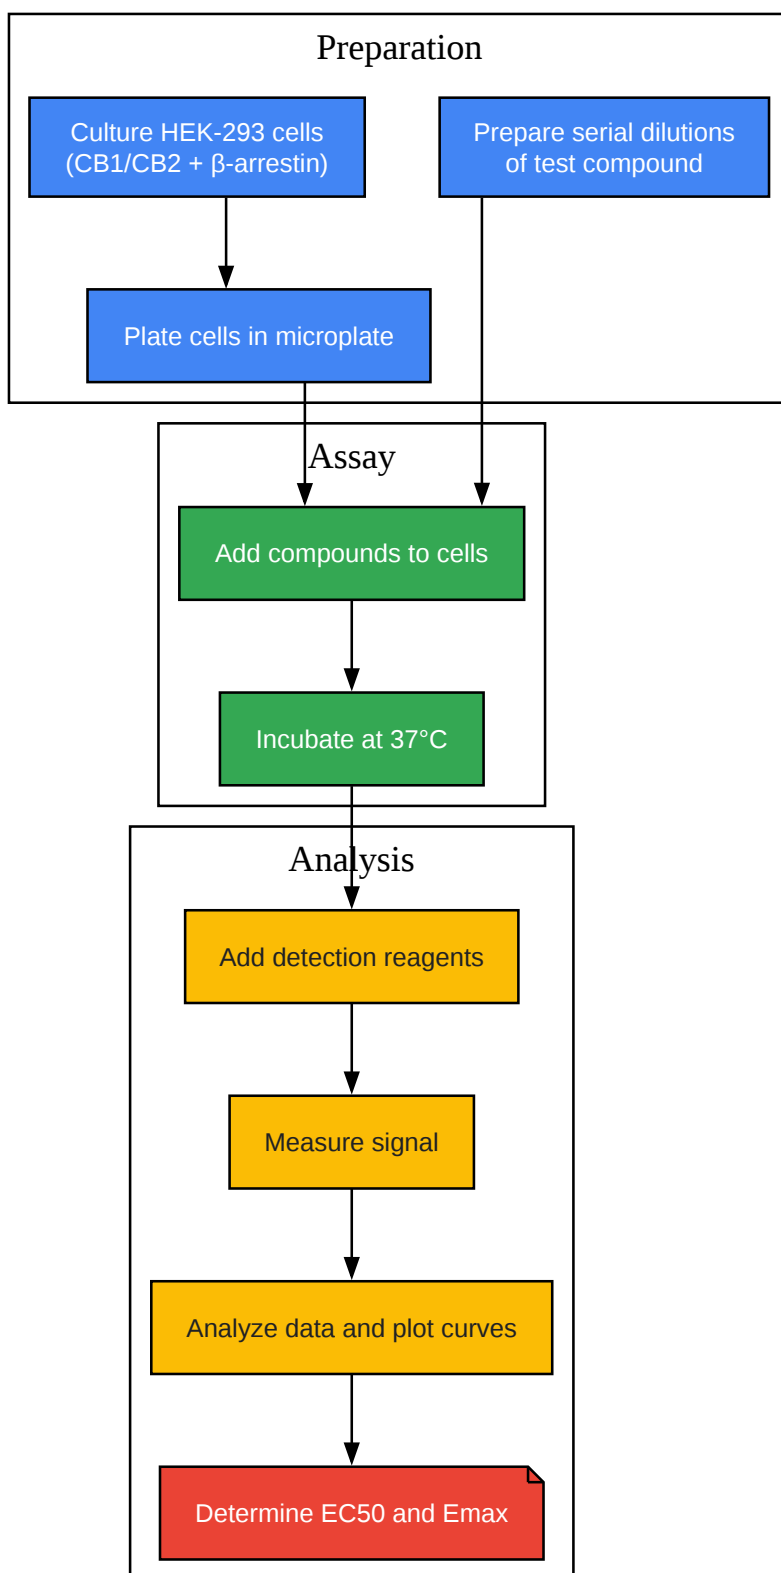 Preparation
Culture HEK-293 cells
(CB1/CB2 + β-arrestin)
Prepare serial dilutions
of test compound
Plate cells in microplate
Assay
Add compounds to cells
Incubate at 37°C
Analysis
Add detection reagents
Measure signal
Analyze data and plot curves
Determine EC50 and Emax